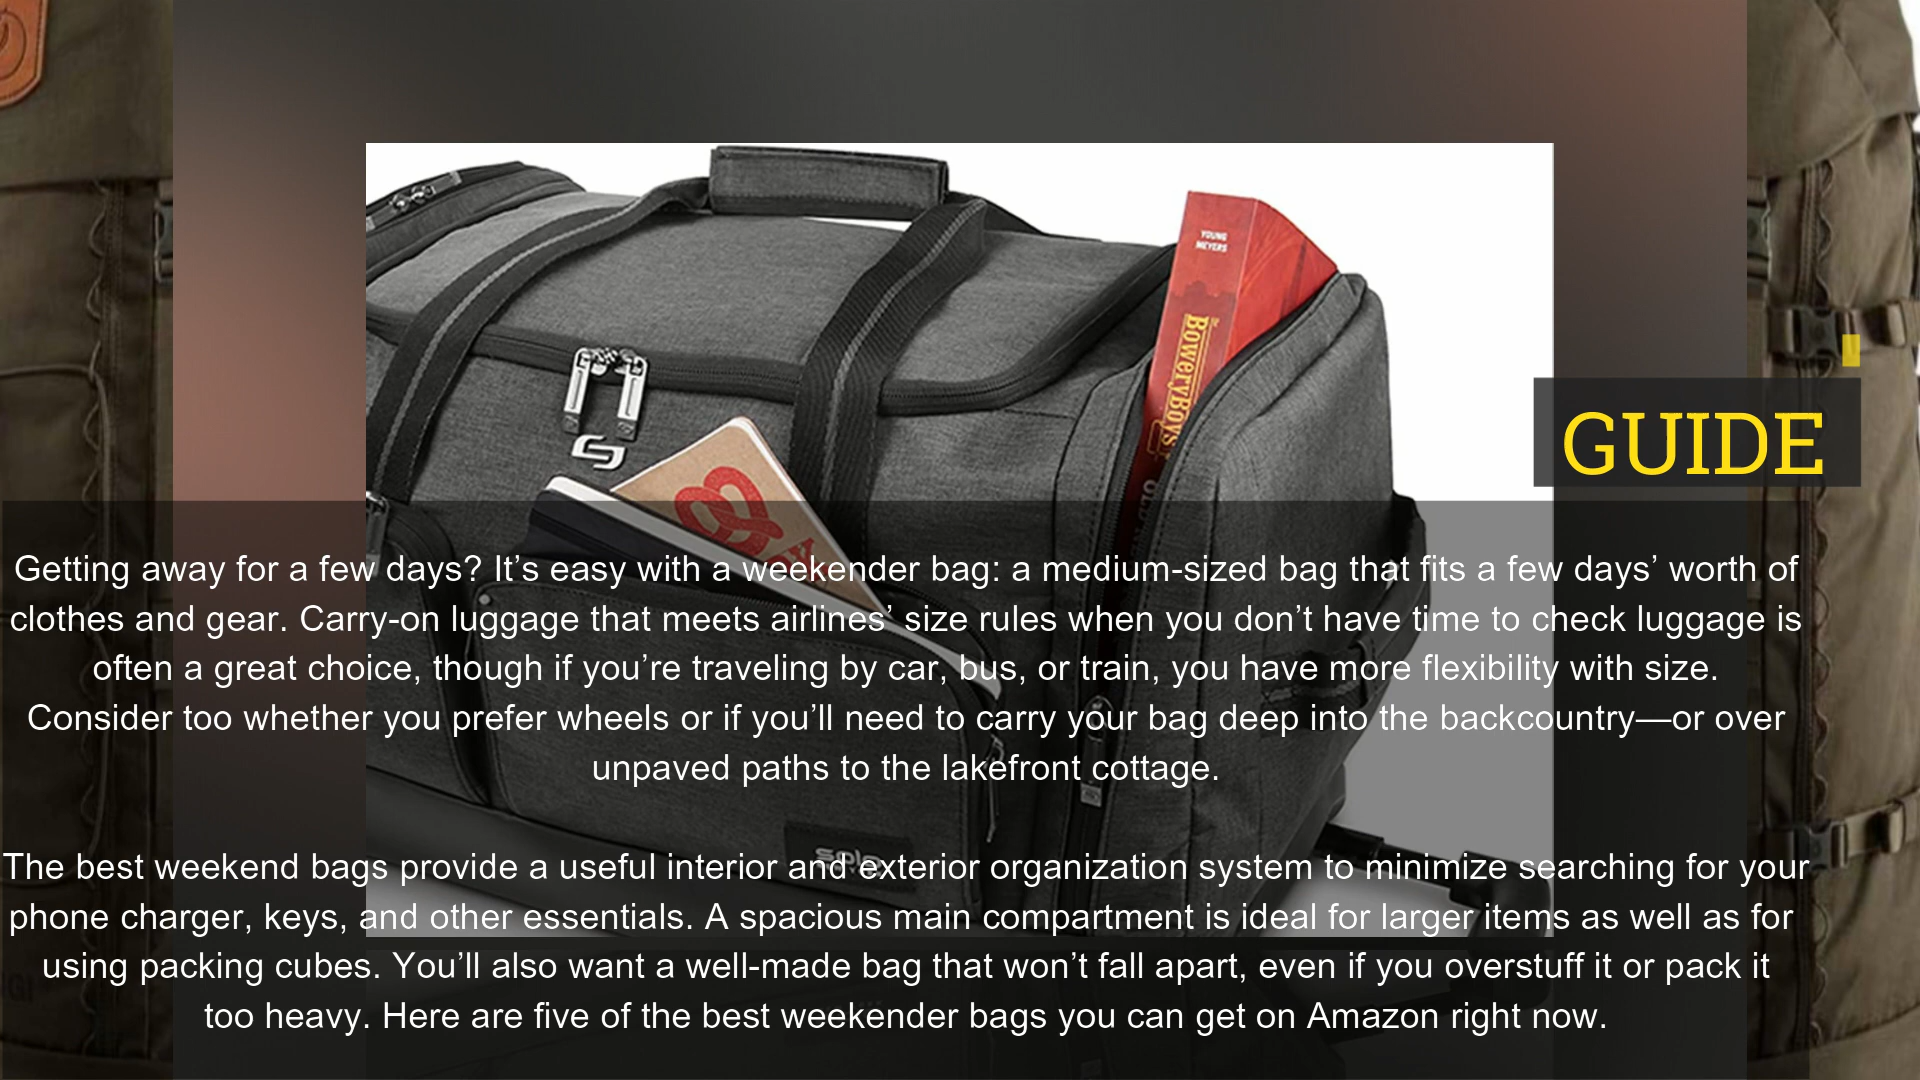 YOUNG
MEYERS
The
BoweryBoys
GUIDE
Getting away for a few days? It’s easy with a weekender bag: a medium-sized bag that fits a few days’ worth of
clothes and gear. Carry-on luggage that meets airlines’ size rules when you don’t have time to check luggage is
often a great choice, though if you’re traveling by car, bus, or train, you have more flexibility with size.
Consider too whether you prefer wheels or if you’ll need to carry your bag deep into the backcountry—or over
unpaved paths to the lakefront cottage.
The best weekend bags provide a useful interior and exterior organization system to minimize searching for your
phone charger, keys, and other essentials. A spacious main compartment is ideal for larger items as well as for
using packing cubes. You’ll also want a well-made bag that won’t fall apart, even if you overstuff it or pack it
too heavy. Here are five of the best weekender bags you can get on Amazon right now.
solo